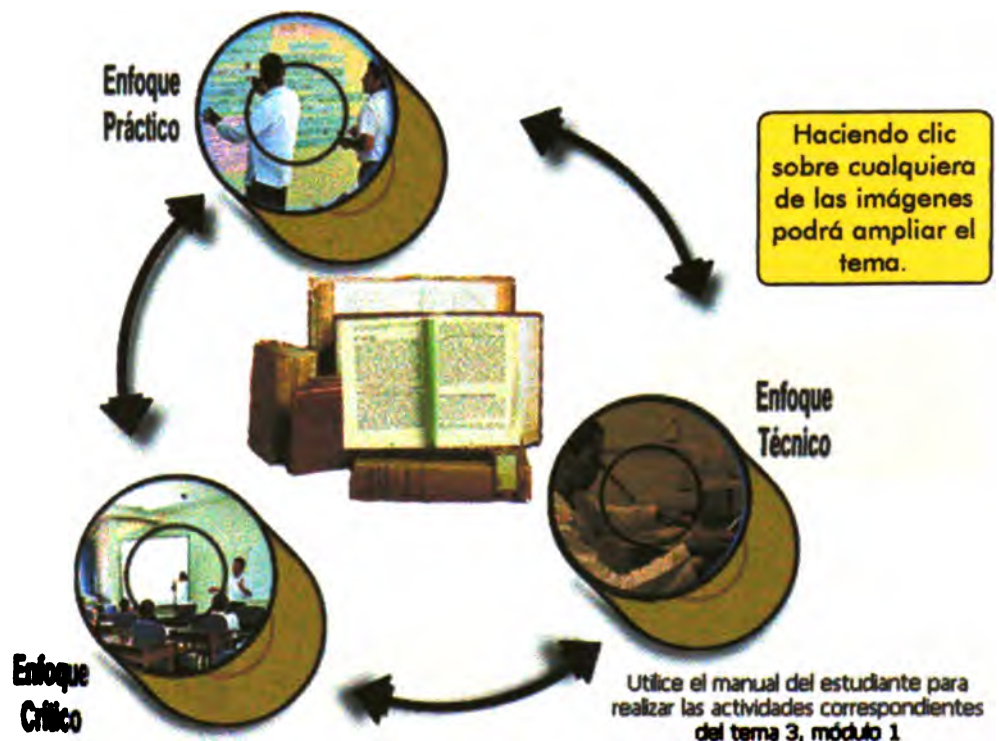 Enfoque
Práctico
Haciendo clic
sobre cualquiera
de las imágenes
podrá ampliar el
tema.
Enfoque
Técnico
Enfoque
Crítico
Utilice el manual del estudiante para
realizar las actividades correspondientes
del tema 3, módulo 1